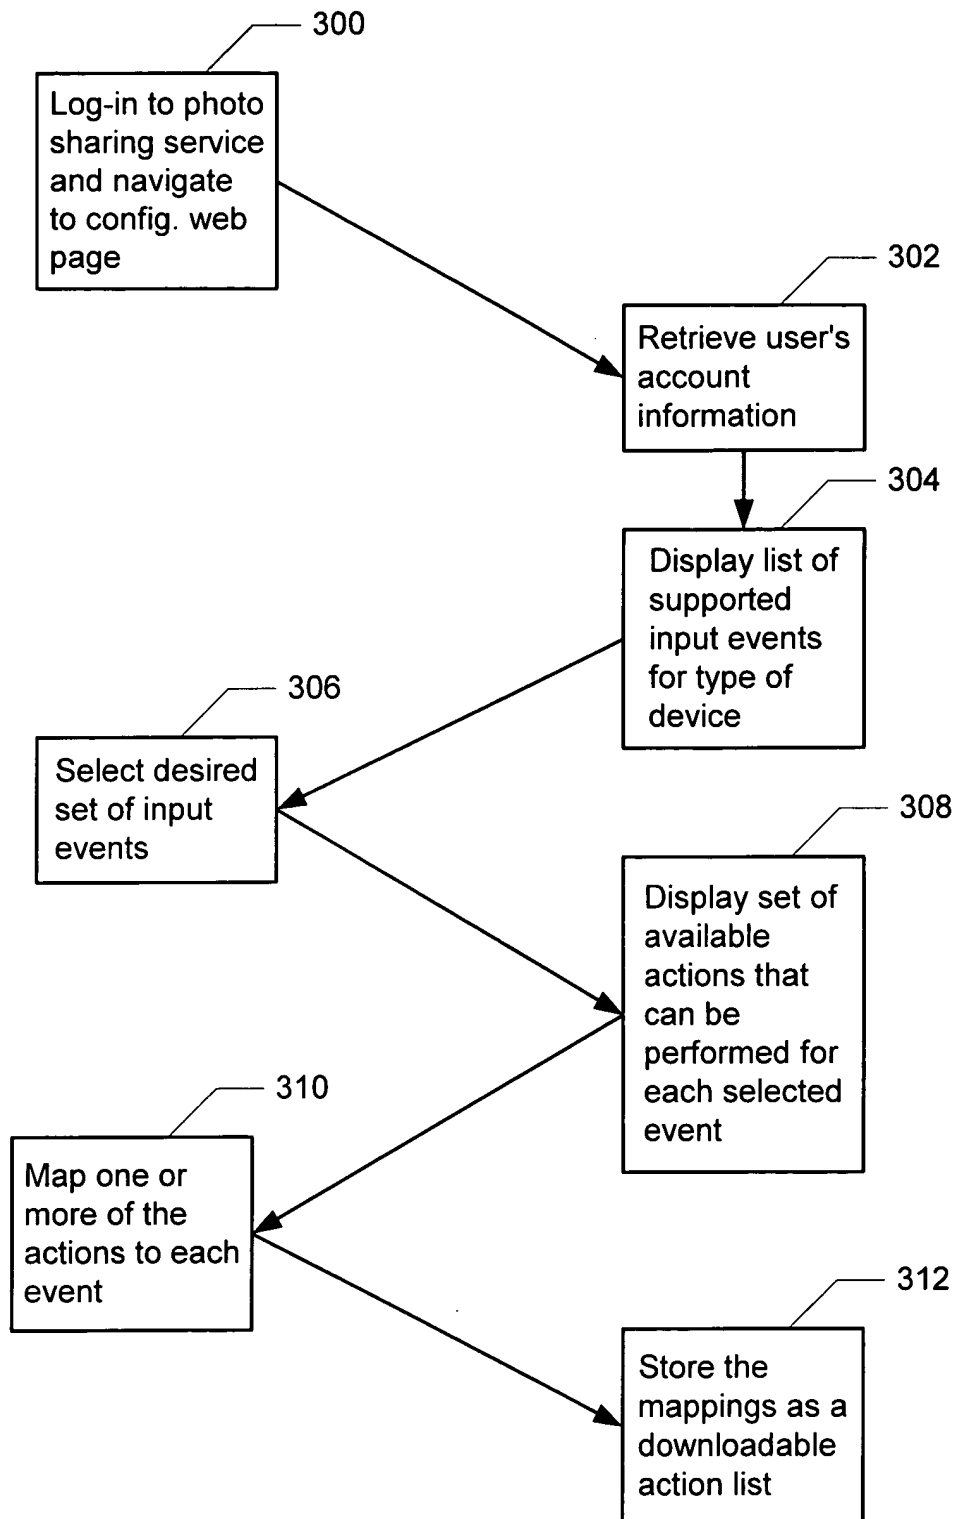 300
Log-in to photo
sharing service
and navigate
to config. web
page
302
Retrieve user's
account
information
304
Display list of
supported
input events
for type of
device
306
Select desired
set of input
events
308
Display set of
available
actions that
can be
performed for
each selected
event
310
Map one or
more of the
actions to each
event
312
Store the
mappings as a
downloadable
action list